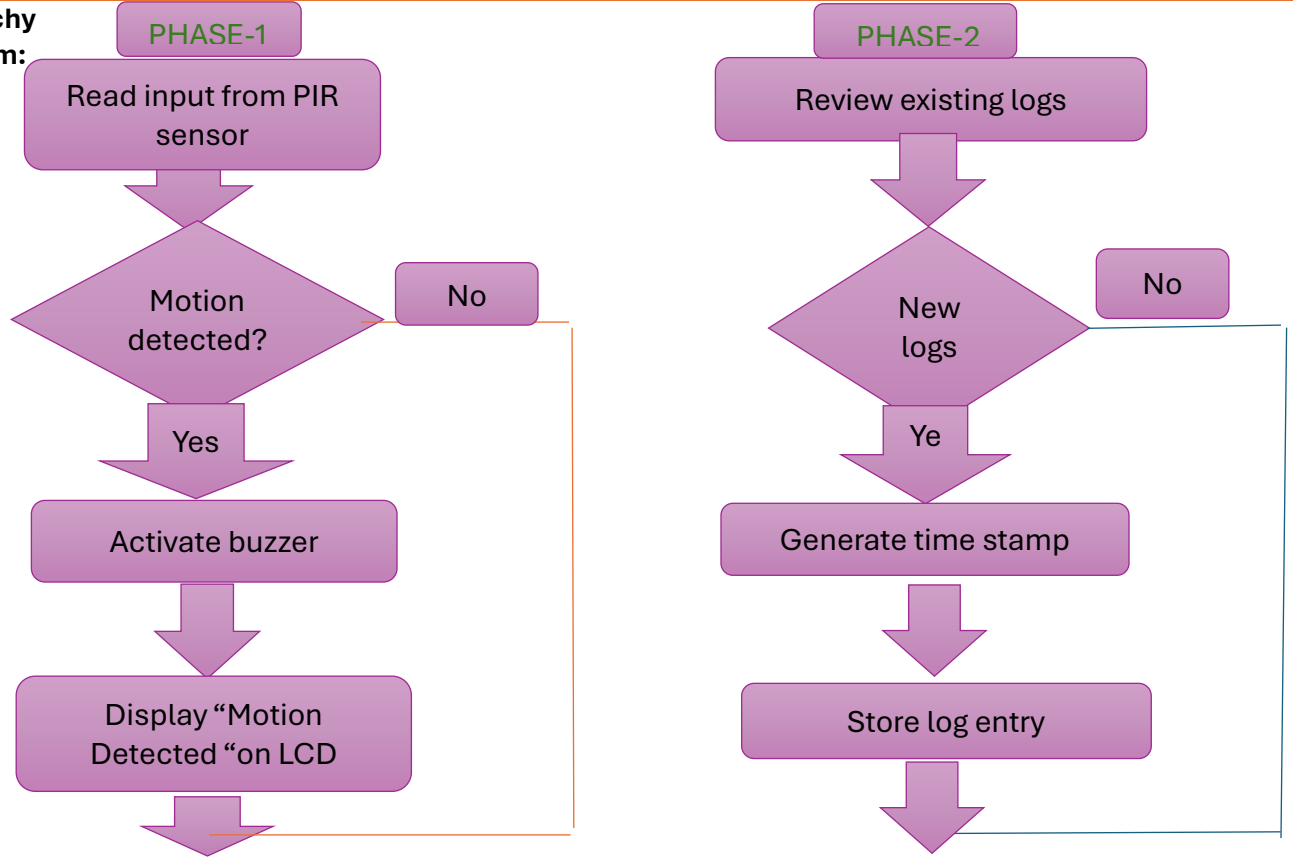 chy
m:
PHASE-1
Read input from PIR
sensor
Motion
detected?
No
Yes
Activate buzzer
Display “Motion
Detected “on LCD
PHASE-2
Review existing logs
New
logs
No
Ye
Generate time stamp
Store log entry